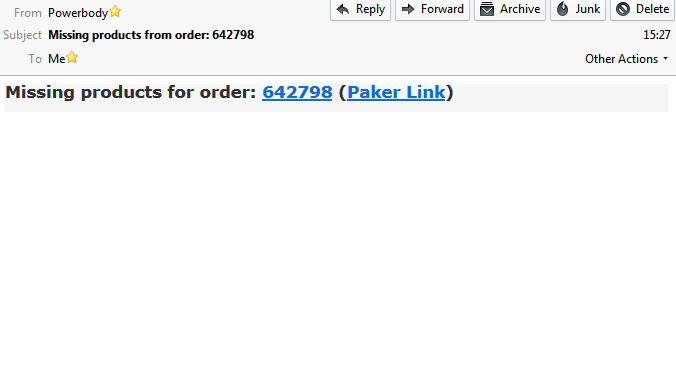 From Powerbody Reply Forward Archive Junk Delete
Subject Missing products from order: 642798 15:27
To Me Other Actions
Missing products for order: 642798 (Paker Link)